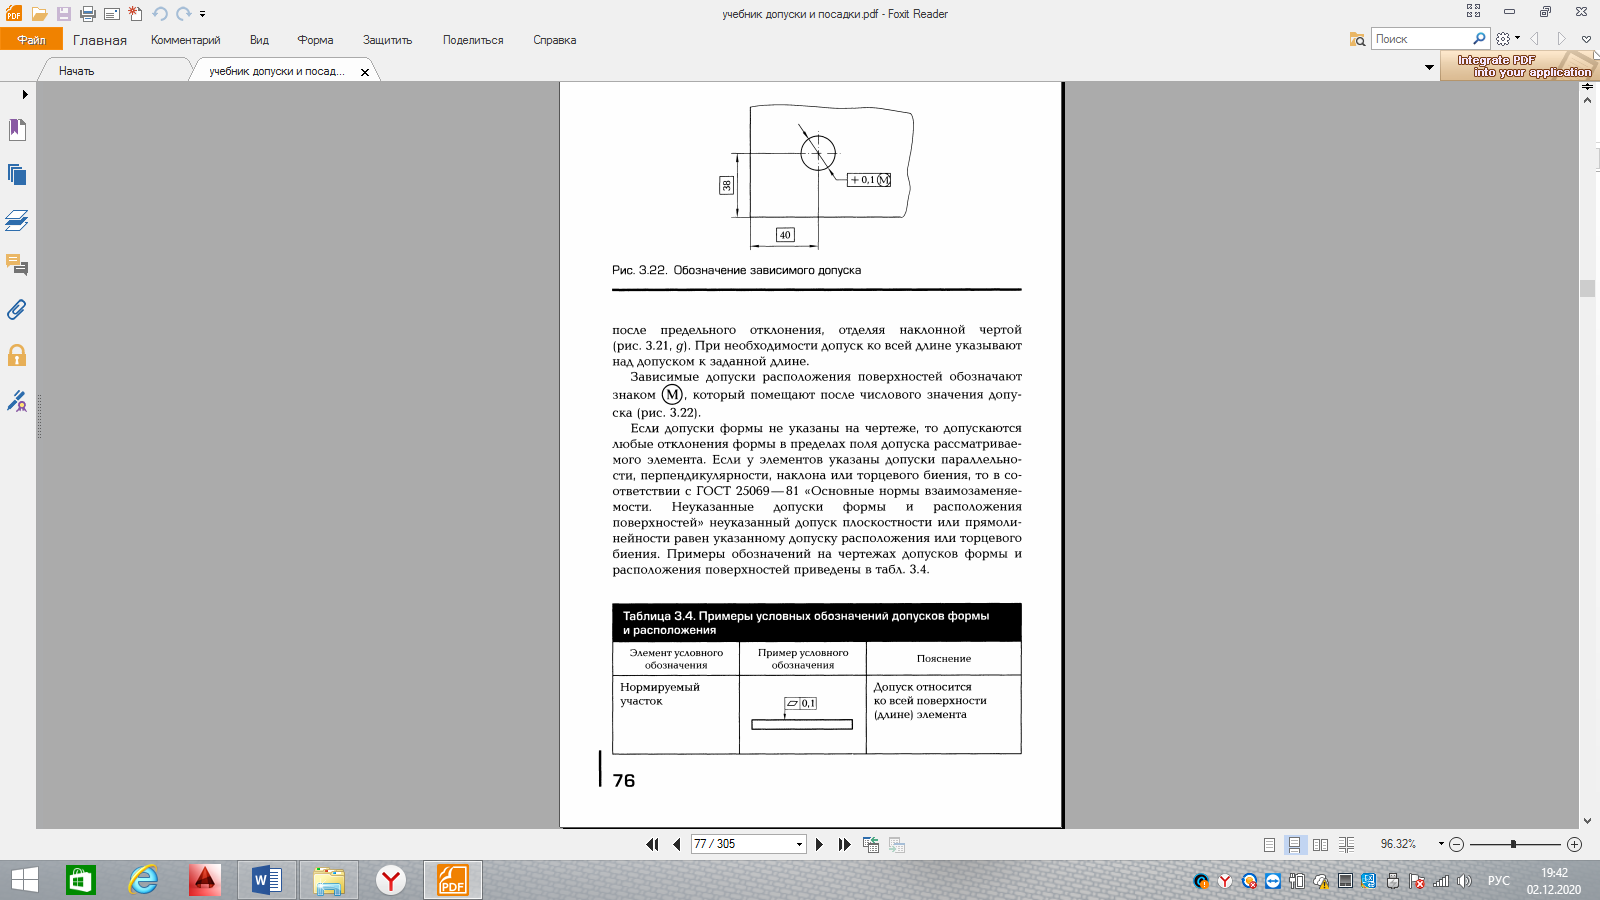 учебник допуски и посадки.pdf - Foxit Reader
Файл Главная Комментарий Вид Форма Защитить Поделиться Справка Поиск
Начать учебник допуски и посад...
Integrate PDF
into your application
38
+ 0,1 M
40
Рис. 3.22. Обозначение зависимого допуска
после предельного отклонения, отделяя наклонной чертой
(рис. 3.21, g). При необходимости допуск ко всей длине указывают
над допуском к заданной длине.
Зависимые допуски расположения поверхностей обозначают
знаком M, который помещают после числового значения допу-
ска (рис. 3.22).
Если допуски формы не указаны на чертеже, то допускаются
любые отклонения формы в пределах поля допуска рассматривае-
мого элемента. Если у элементов указаны допуски параллельно-
сти, перпендикулярности, наклона или торцевого биения, то в со-
ответствии с ГОСТ 25069—81 «Основные нормы взаимозаменяе-
мости. Неуказанные допуски формы и расположения
поверхностей» неуказанный допуск плоскостности или прямоли-
нейности равен указанному допуску расположения или торцевого
биения. Примеры обозначений на чертежах допусков формы и
расположения поверхностей приведены в табл. 3.4.
Таблица 3.4. Примеры условных обозначений допусков формы
и расположения
Элемент условного
обозначения
Пример условного
обозначения
Пояснение
Нормируемый
участок
0,1
Допуск относится
ко всей поверхности
(длине) элемента
76
77 / 305
96.32%
PDF
РУС
19:42
02.12.2020